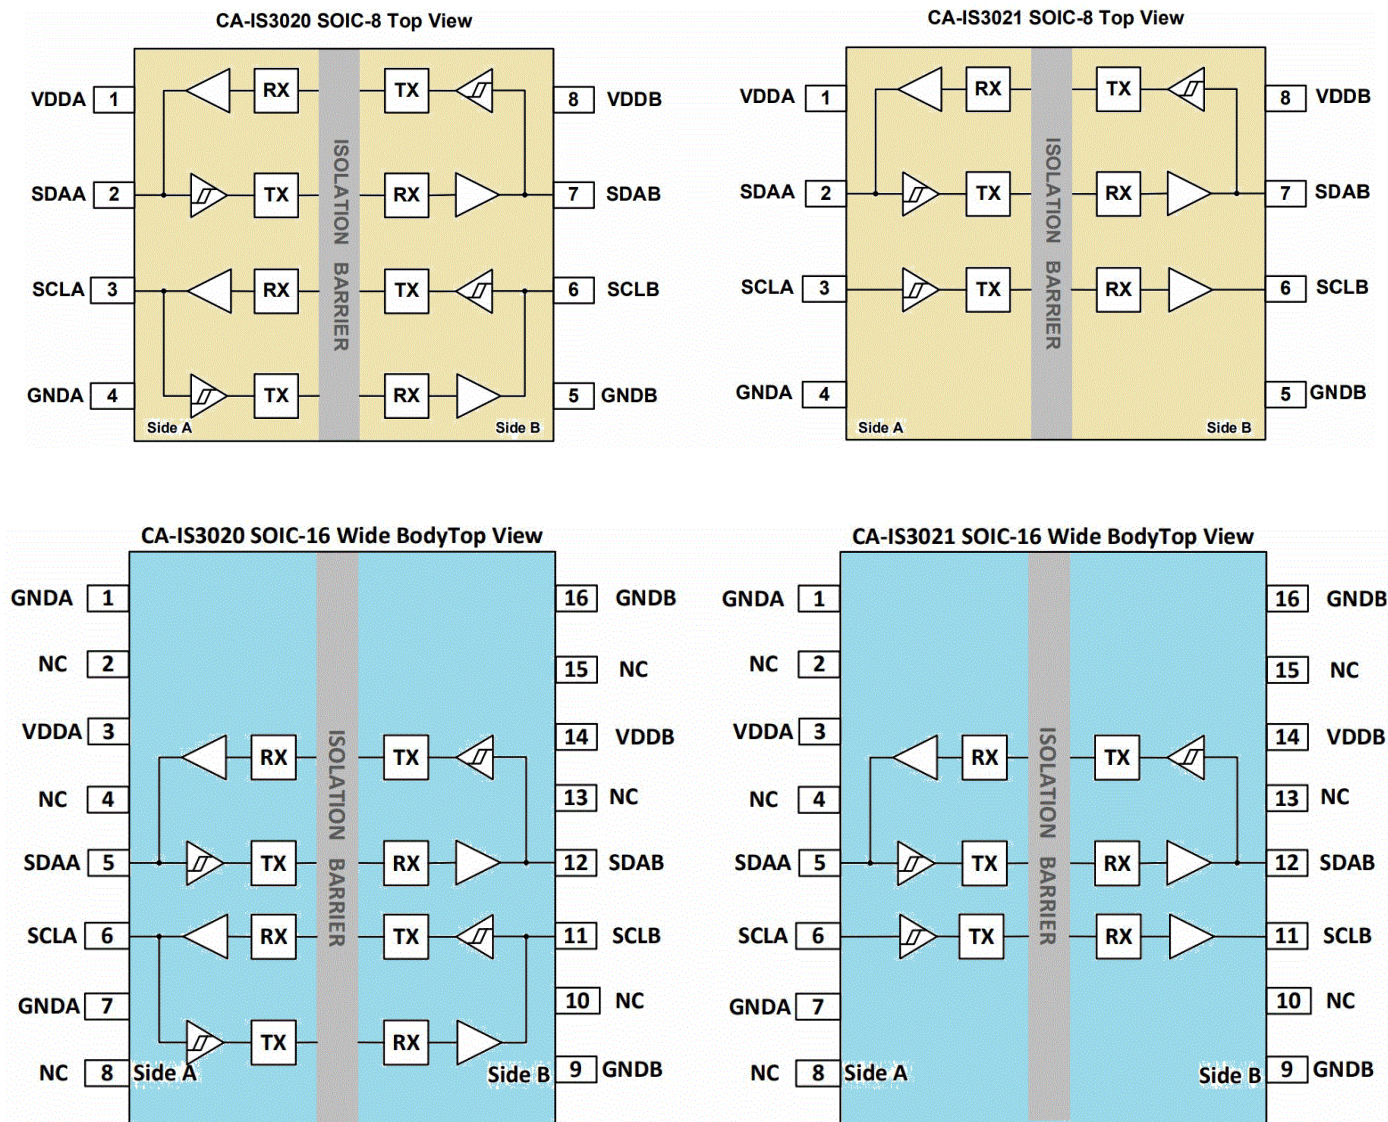 CA-IS3020 SOIC-8 Top View
VDDA 1 RX TX 8 VDDB
SDAA 2 TX RX 7 SDAB
SCLA 3 RX TX 6 SCLB
GNDA 4 TX RX 5 GNDB
ISOLATION BARRIER
Side A Side B
CA-IS3021 SOIC-8 Top View
VDDA 1 RX TX 8 VDDB
SDAA 2 TX RX 7 SDAB
SCLA 3 TX RX 6 SCLB
GNDA 4 5 GNDB
ISOLATION BARRIER
Side A Side B
CA-IS3020 SOIC-16 Wide BodyTop View
GNDA 1 16 GNDB
NC 2 15 NC
VDDA 3 14 VDDB
RX TX
NC 4 13 NC
SDAA 5 TX RX 12 SDAB
SCLA 6 RX TX 11 SCLB
GNDA 7 10 NC
TX RX
NC 8 Side A Side B 9 GNDB
ISOLATION BARRIER
CA-IS3021 SOIC-16 Wide BodyTop View
GNDA 1 16 GNDB
NC 2 15 NC
VDDA 3 14 VDDB
RX TX
NC 4 13 NC
SDAA 5 TX RX 12 SDAB
SCLA 6 TX RX 11 SCLB
GNDA 7 10 NC
NC 8 Side A Side B 9 GNDB
ISOLATION BARRIER